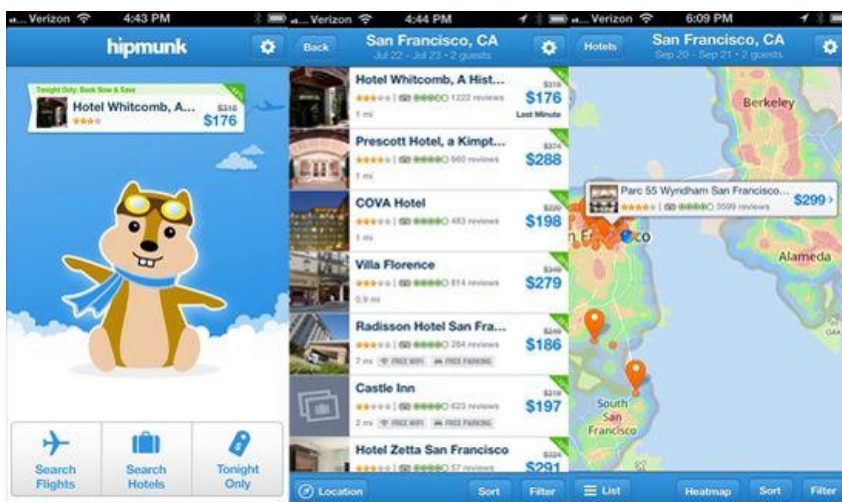 Verizon 4:43 PM
hipmunk
Tonight Only: Book Now & Save
Hotel Whitcomb, A...
$316
$176
Search Flights
Search Hotels
Tonight Only
Verizon 4:44 PM
Back
San Francisco, CA
Jul 22 - Jul 23 • 2 guests
Hotel Whitcomb, A Hist...
$316
1222 reviews
$176
1 mi
Last Minute
Prescott Hotel, a Kimpt...
$374
560 reviews
$288
1 mi
COVA Hotel
483 reviews
$198
1 mi
Villa Florence
814 reviews
$279
0.9 mi
Radisson Hotel San Fra...
284 reviews
$186
7 mi FREE WIFI FREE PARKING
Castle Inn
623 reviews
$197
2 mi FREE WIFI FREE PARKING
Hotel Zetta San Francisco
$324
57 reviews
$291
Location
Sort
Filter
Verizon 6:09 PM
Hotels
San Francisco, CA
Sep 20 - Sep 21 • 2 guests
Berkeley
Parc 55 Wyndham San Francisco...
3599 reviews
$299
Alameda
South
San
Francisco
List
Heatmap
Sort
Filter